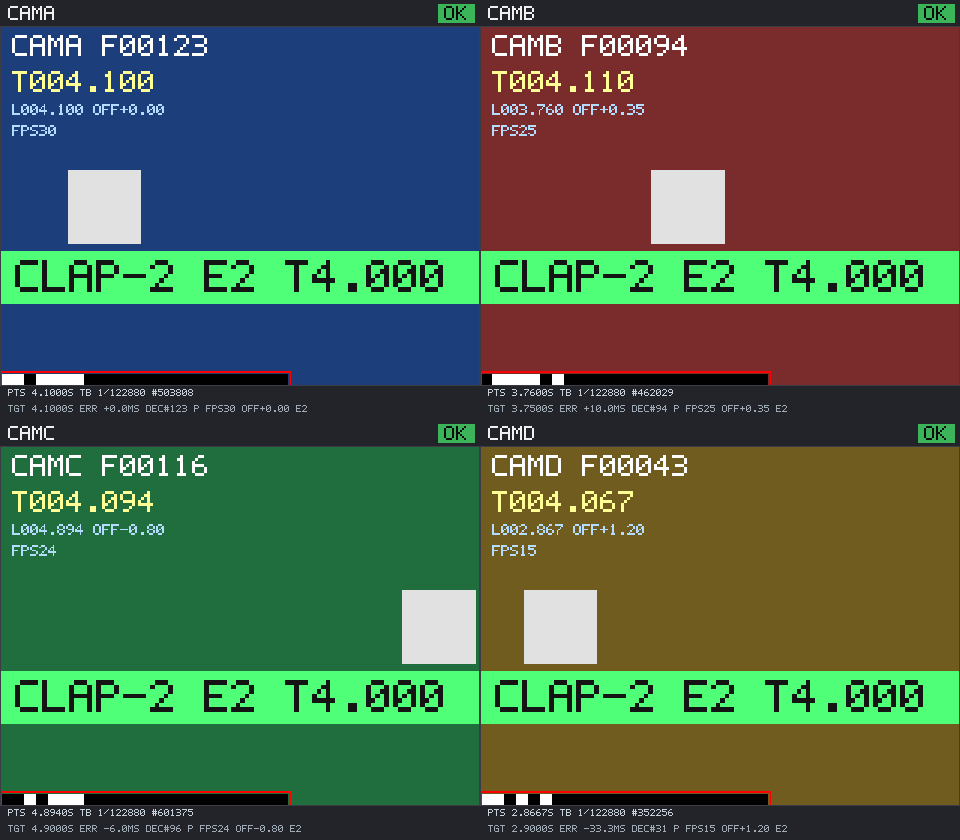 CAMA OK
CAMA F00123
T004.100
L004.100 OFF+0.00
FPS30
CLAP-2 E2 T4.000
PTS 4.1000S TB 1/122880 #503808
TGT 4.1000S ERR +0.0MS DEC#123 P FPS30 OFF+0.00 E2
CAMB OK
CAMB F00094
T004.110
L003.760 OFF+0.35
FPS25
CLAP-2 E2 T4.000
PTS 3.7600S TB 1/122880 #462029
TGT 3.7500S ERR +10.0MS DEC#94 P FPS25 OFF+0.35 E2
CAMC OK
CAMC F00116
T004.094
L004.894 OFF-0.80
FPS24
CLAP-2 E2 T4.000
PTS 4.8940S TB 1/122880 #601375
TGT 4.9000S ERR -6.0MS DEC#96 P FPS24 OFF-0.80 E2
CAMD OK
CAMD F00043
T004.067
L002.867 OFF+1.20
FPS15
CLAP-2 E2 T4.000
PTS 2.8667S TB 1/122880 #352256
TGT 2.9000S ERR -33.3MS DEC#31 P FPS15 OFF+1.20 E2